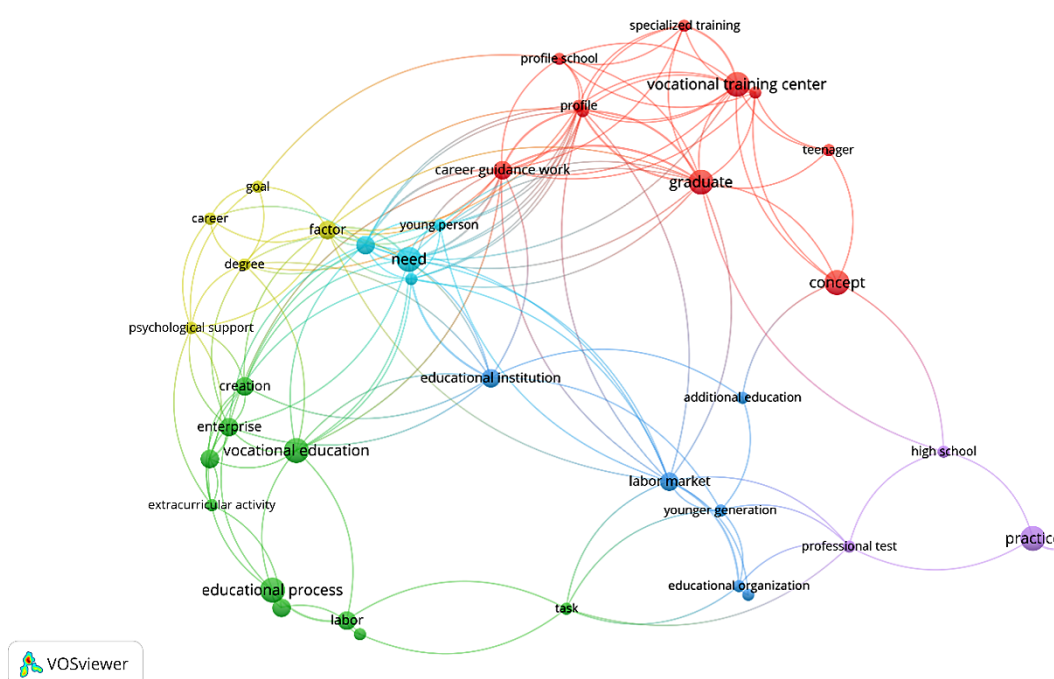 specialized training
profile school
vocational training center
profile
teenager
career guidance work
graduate
goal
career
factor
young person
degree
need
concept
psychological support
educational institution
creation
additional education
enterprise
vocational education
high school
labor market
extracurricular activity
younger generation
professional test
practice
educational organization
educational process
task
labor
VOSviewer